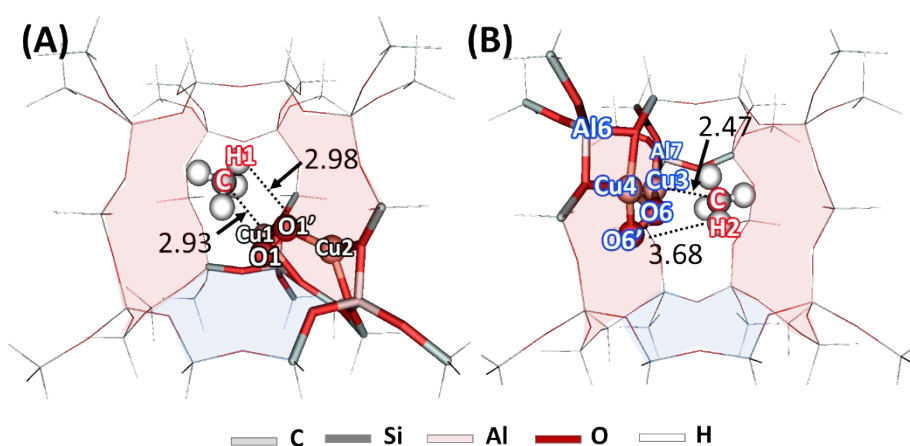 (A)
H1
C
2.98
2.93
Cu1
O1'
O1
Cu2
(B)
Al6
2.47
Al7
Cu4
Cu3
C
O6
H2
O6'
3.68
C Si Al O H